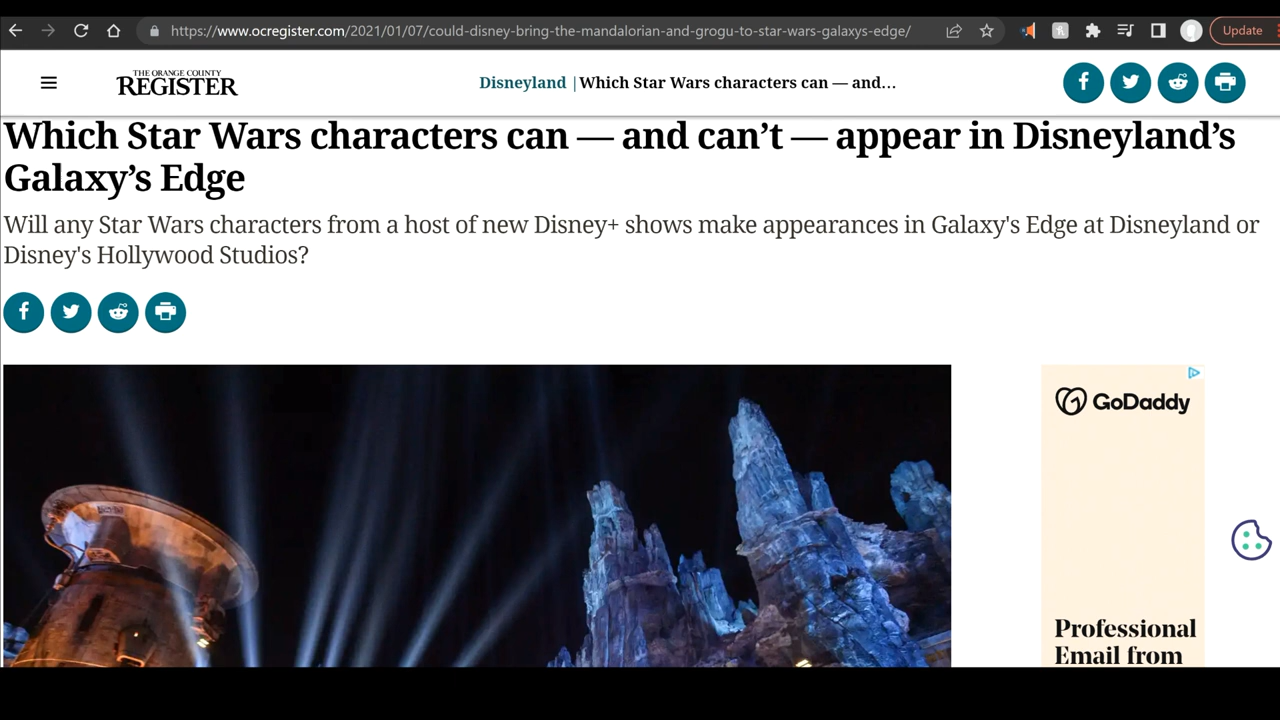 https://www.ocregister.com/2021/01/07/could-disney-bring-the-mandalorian-and-grogu-to-star-wars-galaxys-edge/
Update
THE ORANGE COUNTY
REGISTER
Disneyland | Which Star Wars characters can — and…
Which Star Wars characters can — and can’t — appear in Disneyland’s
Galaxy’s Edge
Will any Star Wars characters from a host of new Disney+ shows make appearances in Galaxy's Edge at Disneyland or
Disney's Hollywood Studios?
GoDaddy
Professional
Email from